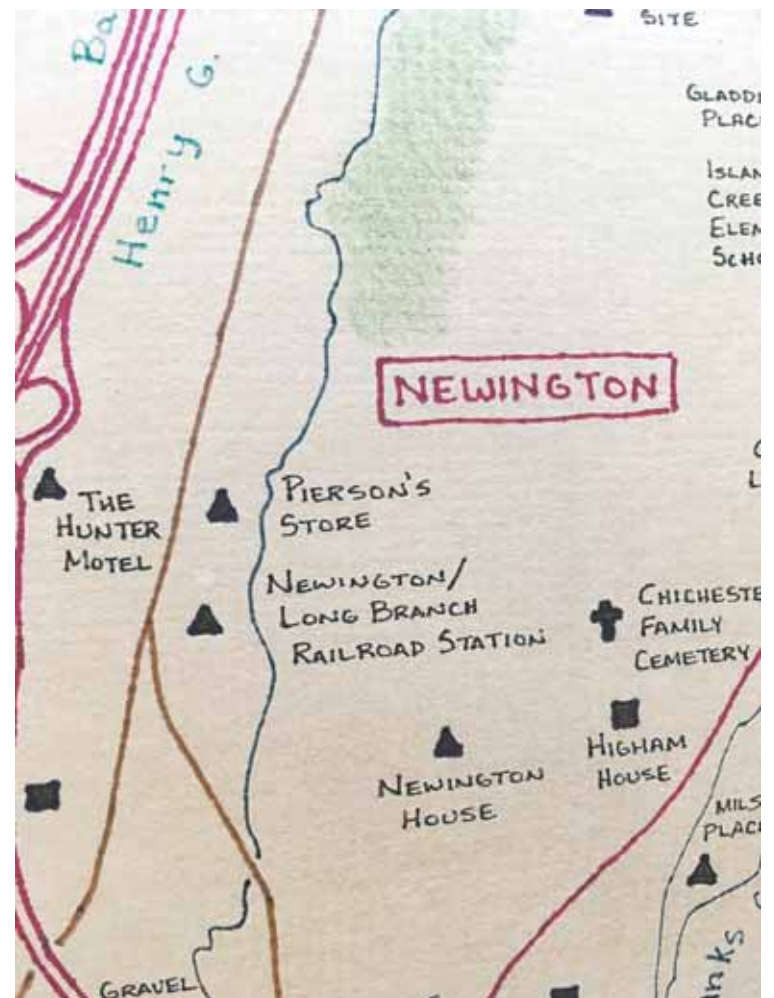 SITE
Henry G.
NEWINGTON
THE
HUNTER
MOTEL
PIERSON'S
STORE
NEWINGTON/
LONG BRANCH
RAILROAD STATION
FAMILY
CEMETERY
HIGHAM
HOUSE
NEWINGTON
HOUSE
GRAVEL